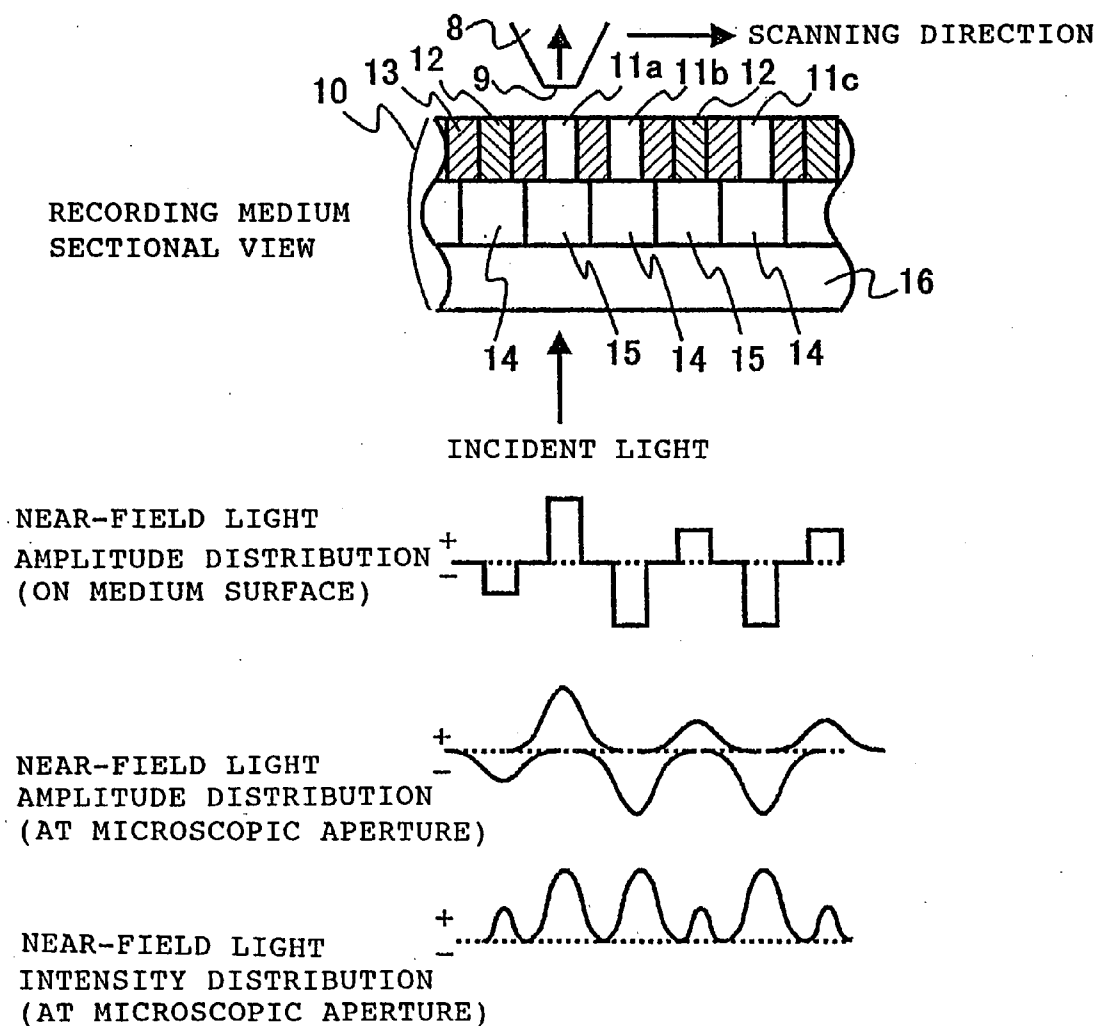 8
SCANNING DIRECTION
9
11a
11b
12
11c
13
12
10
RECORDING MEDIUM
SECTIONAL VIEW
16
14
15
14
15
14
INCIDENT LIGHT
NEAR-FIELD LIGHT
AMPLITUDE DISTRIBUTION
(ON MEDIUM SURFACE)
+
−
NEAR-FIELD LIGHT
AMPLITUDE DISTRIBUTION
(AT MICROSCOPIC APERTURE)
+
−
NEAR-FIELD LIGHT
INTENSITY DISTRIBUTION
(AT MICROSCOPIC APERTURE)
+
−